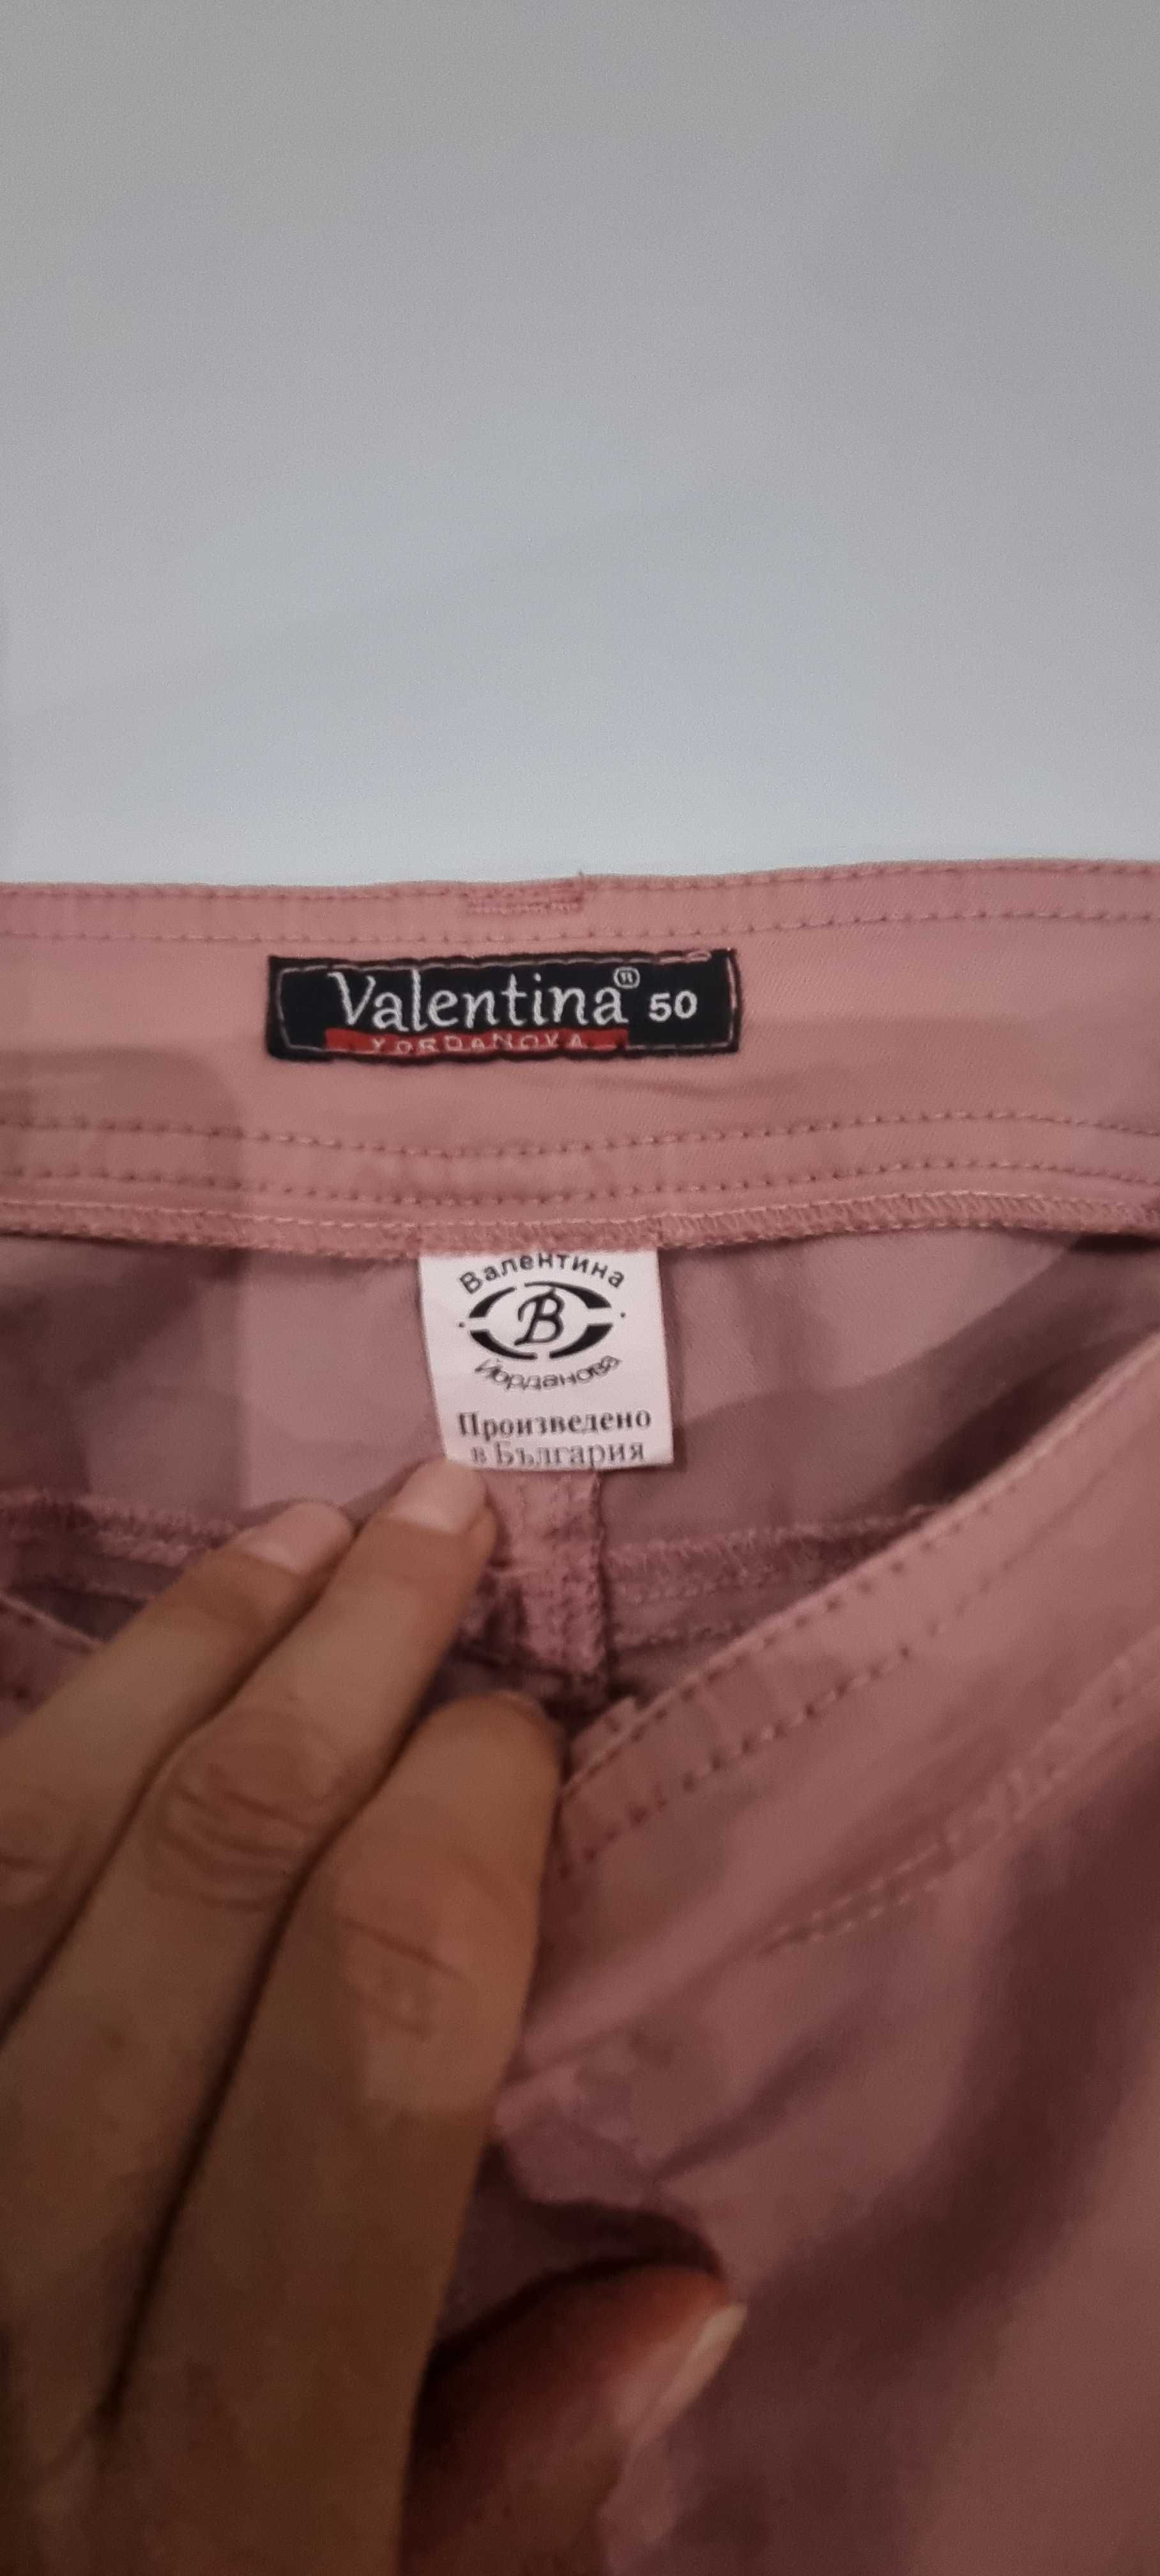 Valentina® 50
YORDANOVA
Валентина
В
Йорданова
Произведено
в България